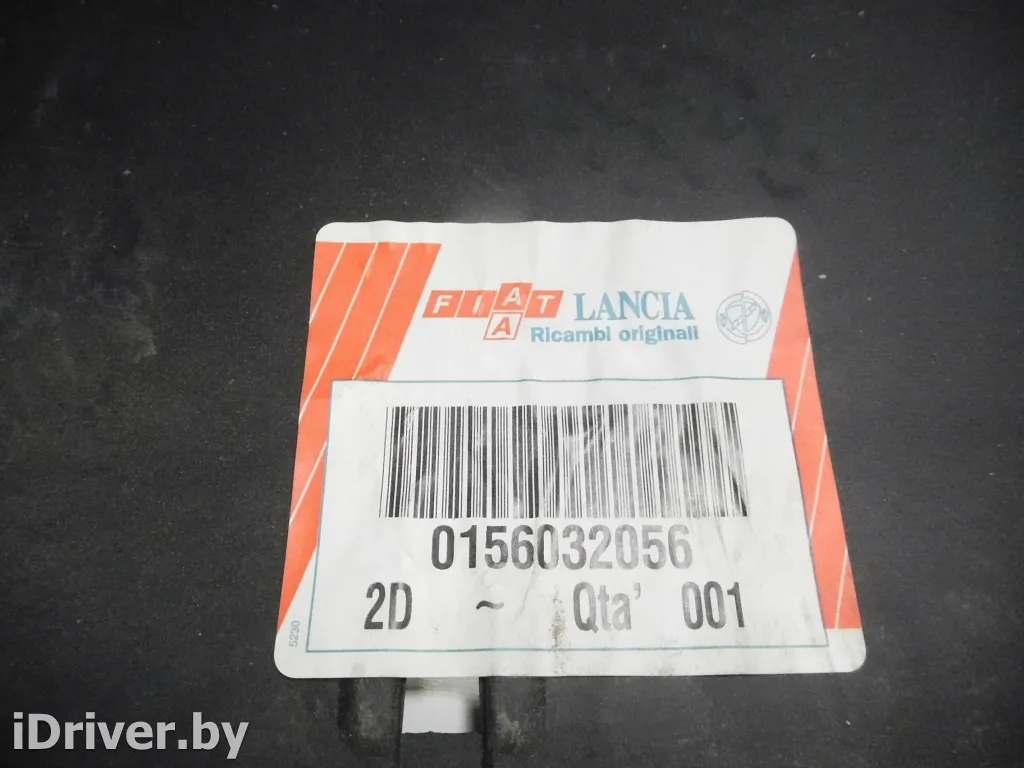 FIAT LANCIA
A
Ricambi originali
0156032056
2D ~ Qta' 001
5230
iDriver.by